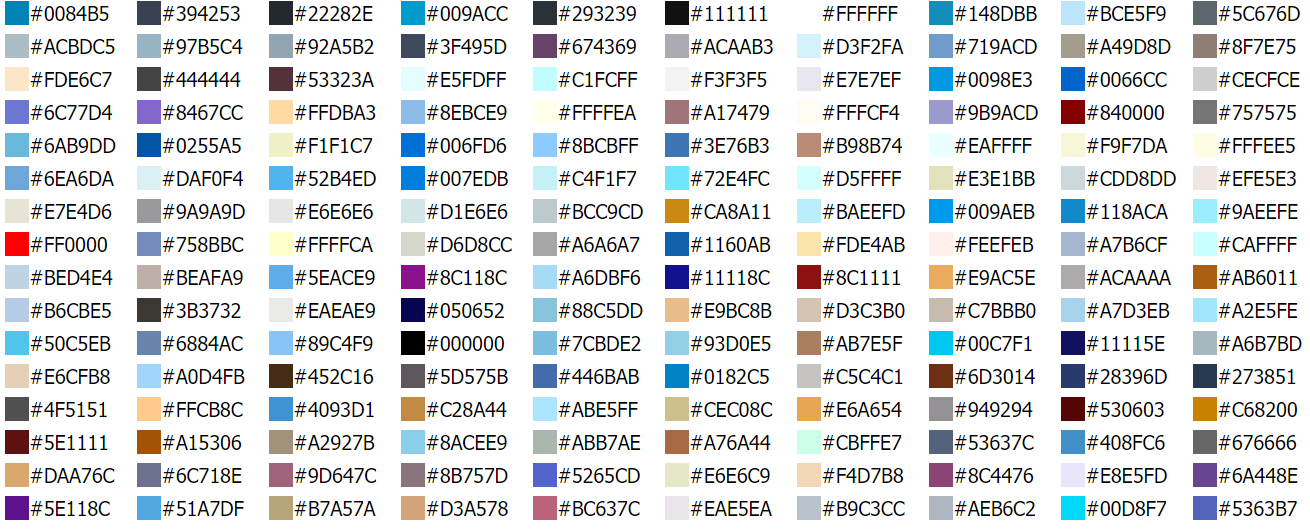 #0084B5 #394253 #22282E #009ACC #293239 #111111 #FFFFFF #148DBB #BCE5F9 #5C676D
#ACBDC5 #97B5C4 #92A5B2 #3F495D #674369 #ACAAB3 #D3F2FA #719ACD #A49D8D #8F7E75
#FDE6C7 #444444 #53323A #E5FDFF #C1FCFF #F3F3F5 #E7E7EF #0098E3 #0066CC #CECFCE
#6C77D4 #8467CC #FFDBA3 #8EBCE9 #FFFFEA #A17479 #FFFCF4 #9B9ACD #840000 #757575
#6AB9DD #0255A5 #F1F1C7 #006FD6 #8BCBFF #3E76B3 #B98B74 #EAFFFF #F9F7DA #FFFEE5
#6EA6DA #DAF0F4 #52B4ED #007EDB #C4F1F7 #72E4FC #D5FFFF #E3E1BB #CDD8DD #EFE5E3
#E7E4D6 #9A9A9D #E6E6E6 #D1E6E6 #BCC9CD #CA8A11 #BAEEFD #009AEB #118ACA #9AEEFE
#FF0000 #758BBC #FFFFCA #D6D8CC #A6A6A7 #1160AB #FDE4AB #FEEFEB #A7B6CF #CAFFFF
#BED4E4 #BEAFA9 #5EACE9 #8C118C #A6DBF6 #11118C #8C1111 #E9AC5E #ACAAAA #AB6011
#B6CBE5 #3B3732 #EAEAE9 #050652 #88C5DD #E9BC8B #D3C3B0 #C7BBB0 #A7D3EB #A2E5FE
#50C5EB #6884AC #89C4F9 #000000 #7CBDE2 #93D0E5 #AB7E5F #00C7F1 #11115E #A6B7BD
#E6CFB8 #A0D4FB #452C16 #5D575B #446BAB #0182C5 #C5C4C1 #6D3014 #28396D #273851
#4F5151 #FFCB8C #4093D1 #C28A44 #ABE5FF #CEC08C #E6A654 #949294 #530603 #C68200
#5E1111 #A15306 #A2927B #8ACEE9 #ABB7AE #A76A44 #CBFFE7 #53637C #408FC6 #676666
#DAA76C #6C718E #9D647C #8B757D #5265CD #E6E6C9 #F4D7B8 #8C4476 #E8E5FD #6A448E
#5E118C #51A7DF #B7A57A #D3A578 #BC637C #EAE5EA #B9C3CC #AEB6C2 #00D8F7 #5363B7